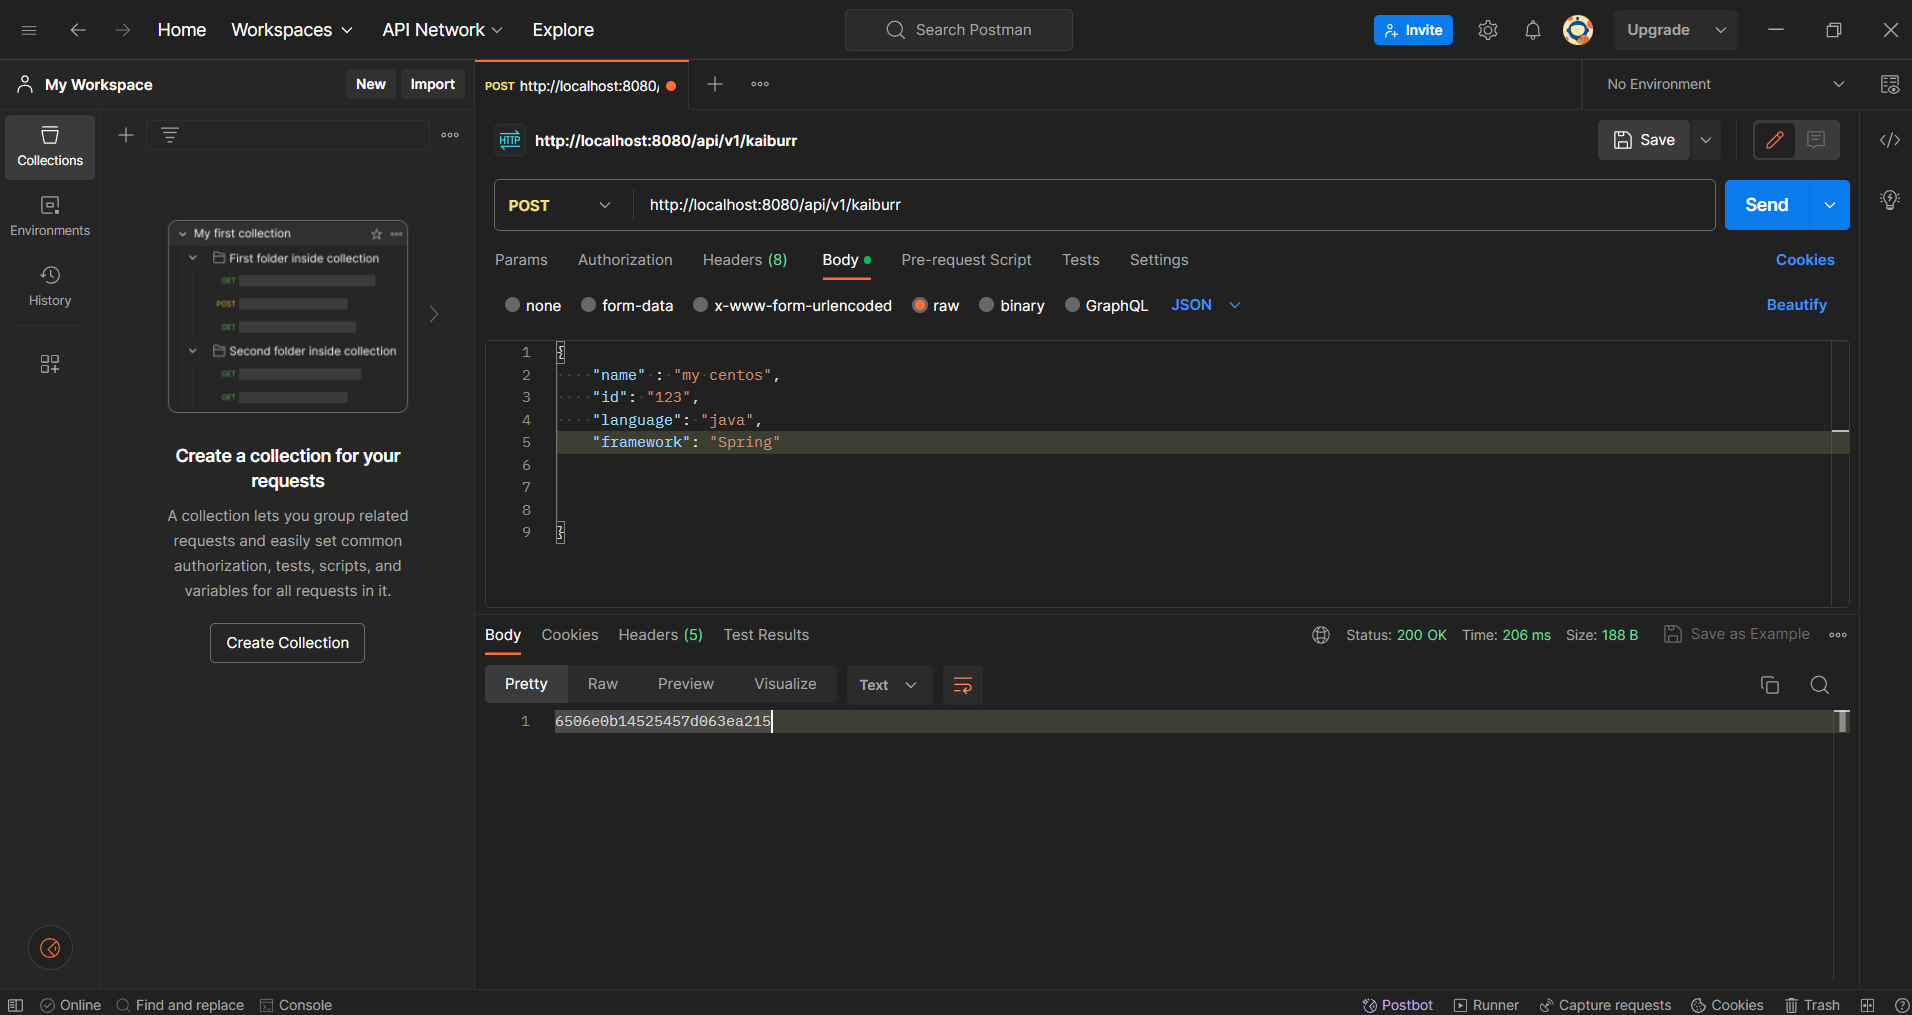 Home Workspaces API Network Explore Search Postman Invite Upgrade
My Workspace New Import POST http://localhost:8080/ No Environment
HTTP http://localhost:8080/api/v1/kaiburr Save
Collections
Environments
History
My first collection
First folder inside collection
GET
POST
GET
Second folder inside collection
GET
GET
Create a collection for your
requests
A collection lets you group related
requests and easily set common
authorization, tests, scripts, and
variables for all requests in it.
Create Collection
POST http://localhost:8080/api/v1/kaiburr Send
Params Authorization Headers (8) Body Pre-request Script Tests Settings Cookies
none form-data x-www-form-urlencoded raw binary GraphQL JSON Beautify
1 {
2 "name" : "my centos",
3 "id": "123",
4 "language": "java",
5 "framework": "Spring"
6
7
8
9 }
Body Cookies Headers (5) Test Results Status: 200 OK Time: 206 ms Size: 188 B Save as Example
Pretty Raw Preview Visualize Text
1 6506e0b14525457d063ea215
Online Find and replace Console Postbot Runner Capture requests Cookies Trash